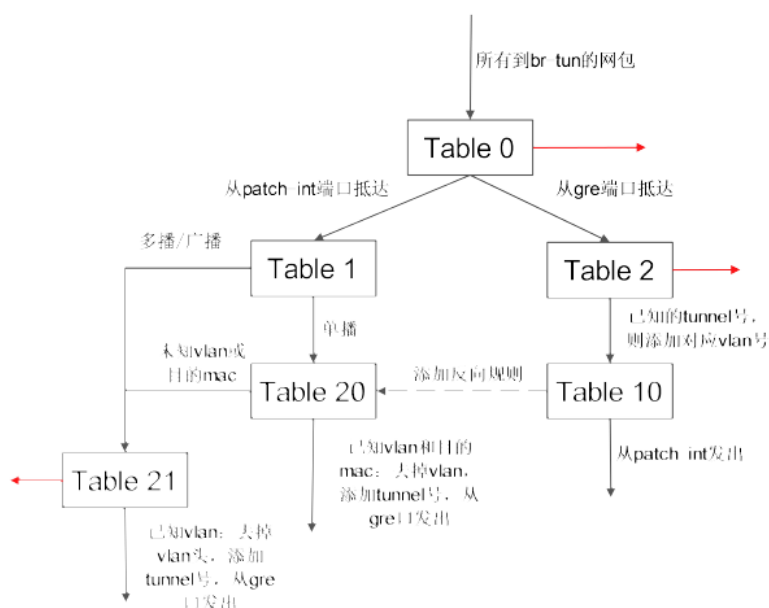 所有到br-tun的网包
Table 0
从patch-int端口抵达
从gre端口抵达
多播/广播
Table 1
Table 2
单播
已知的tunnel号，
则添加对应vlan号
未知vlan或
目的mac
Table 20
添加反向规则
Table 10
已知vlan和目的
mac：去掉vlan，
添加tunnel号，从
gre口发出
从patch-int发出
Table 21
已知vlan：去掉
vlan头，添加
tunnel号，从gre
口发出